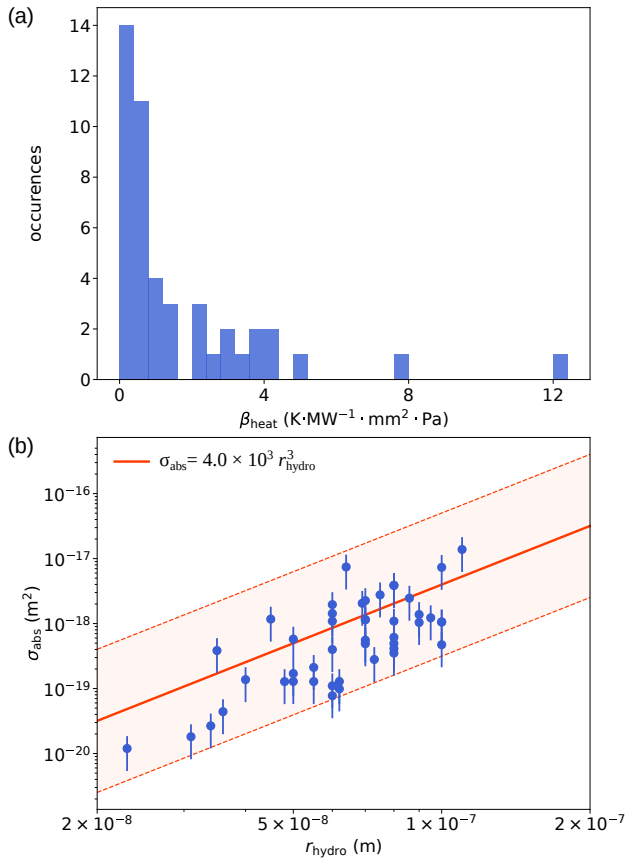 (a)
14
12
10
8
6
4
2
0
occurences
0 4 8 12
β_heat (K·MW⁻¹ · mm² · Pa)
(b)
σ_abs = 4.0 × 10³ r³_hydro
10⁻¹⁶
10⁻¹⁷
10⁻¹⁸
10⁻¹⁹
10⁻²⁰
σ_abs (m²)
2 × 10⁻⁸ 5 × 10⁻⁸ 1 × 10⁻⁷ 2 × 10⁻⁷
r_hydro (m)